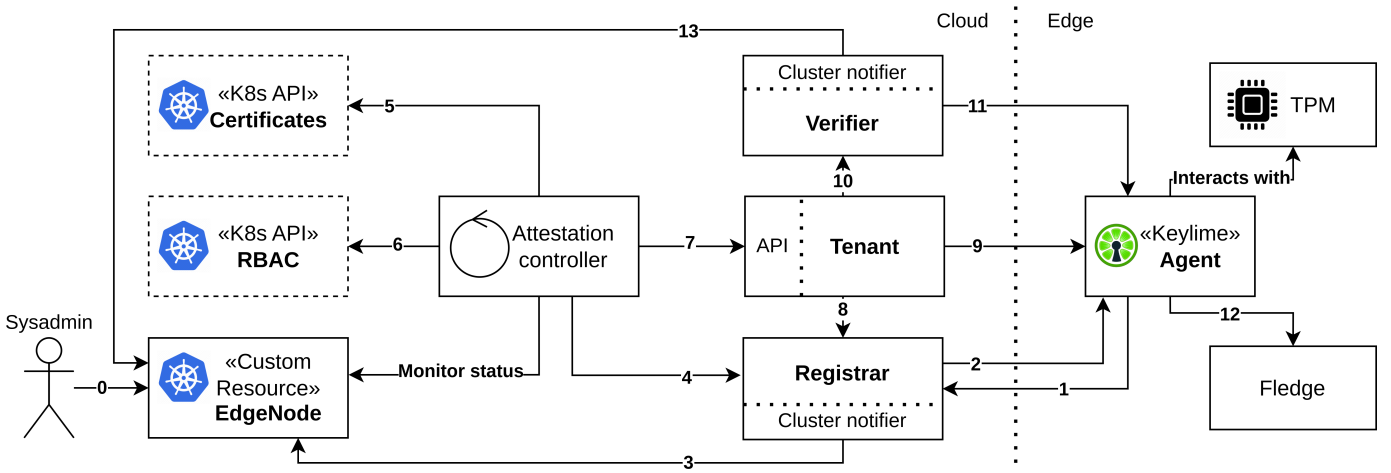 Cloud
Edge
13
Cluster notifier
Verifier
«K8s API»
Certificates
5
11
TPM
10
Interacts with
«K8s API»
RBAC
6
Attestation
controller
7
API
Tenant
9
«Keylime»
Agent
8
12
Sysadmin
0
«Custom
Resource»
EdgeNode
Monitor status
4
Registrar
Cluster notifier
2
1
Fledge
3